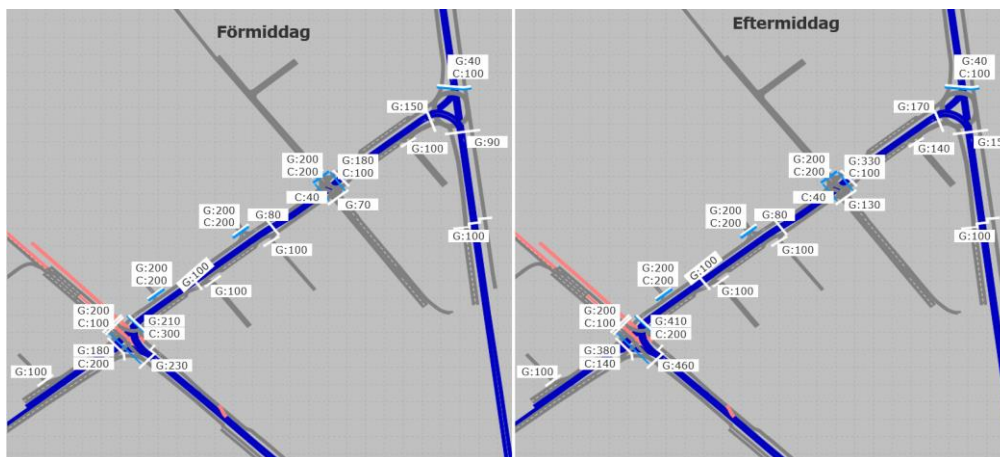 Förmiddag
G:40
C:100
G:150
G:100
G:90
G:200
C:200
G:180
C:100
C:40
G:70
G:200
C:200
G:80
G:100
G:100
G:200
C:200
G:100
G:100
G:200
C:100
G:210
C:300
G:180
C:200
G:230
G:100
Eftermiddag
G:40
C:100
G:170
G:140
G:15
G:200
C:200
G:330
C:100
C:40
G:130
G:200
C:200
G:80
G:100
G:100
G:200
C:200
G:100
G:100
G:200
C:100
G:410
C:200
G:380
C:140
G:460
G:100